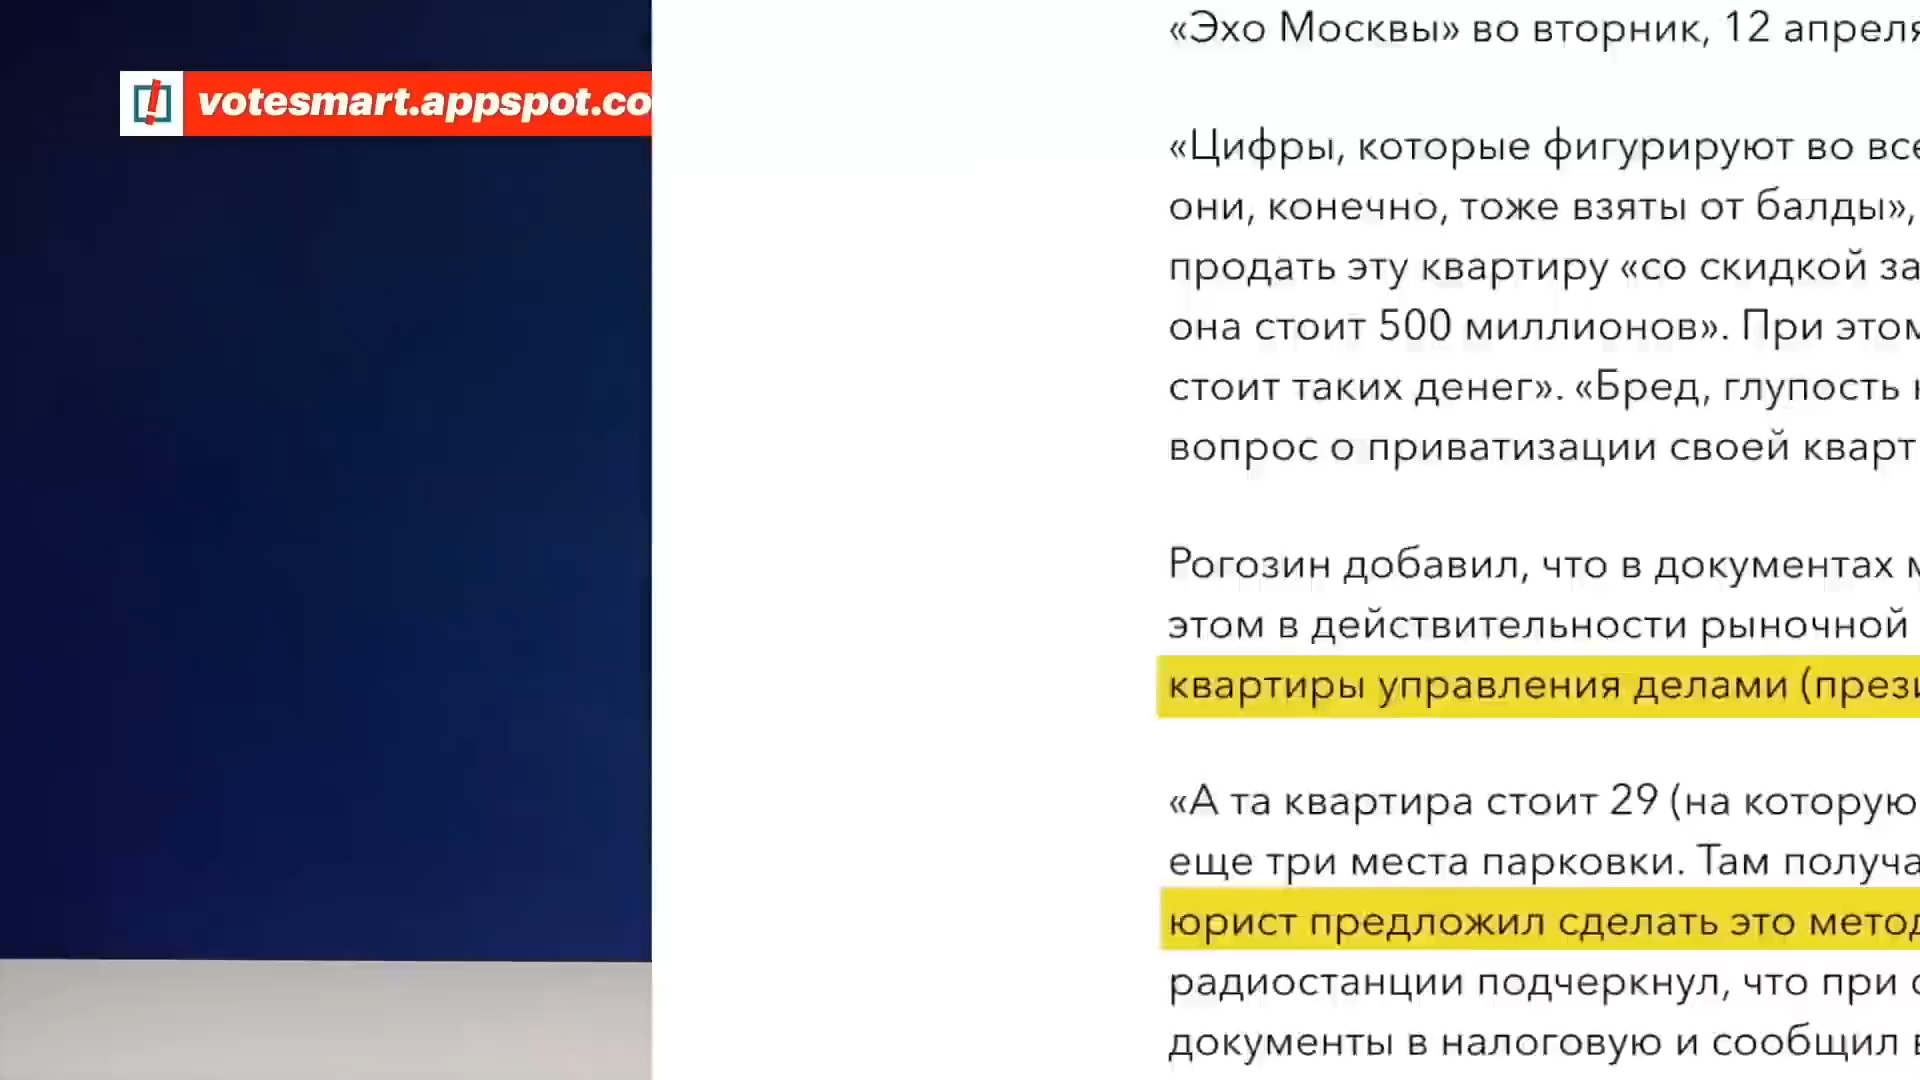 votesmart.appspot.co
«Эхо Москвы» во вторник, 12 апреля
«Цифры, которые фигурируют во все
они, конечно, тоже взяты от балды»,
продать эту квартиру «со скидкой за
она стоит 500 миллионов». При этом
стоит таких денег». «Бред, глупость
вопрос о приватизации своей кварт
Рогозин добавил, что в документах
этом в действительности рыночной
квартиры управления делами (прези
«А та квартира стоит 29 (на которую
еще три места парковки. Там получа
юрист предложил сделать это метод
радиостанции подчеркнул, что при
документы в налоговую и сообщил